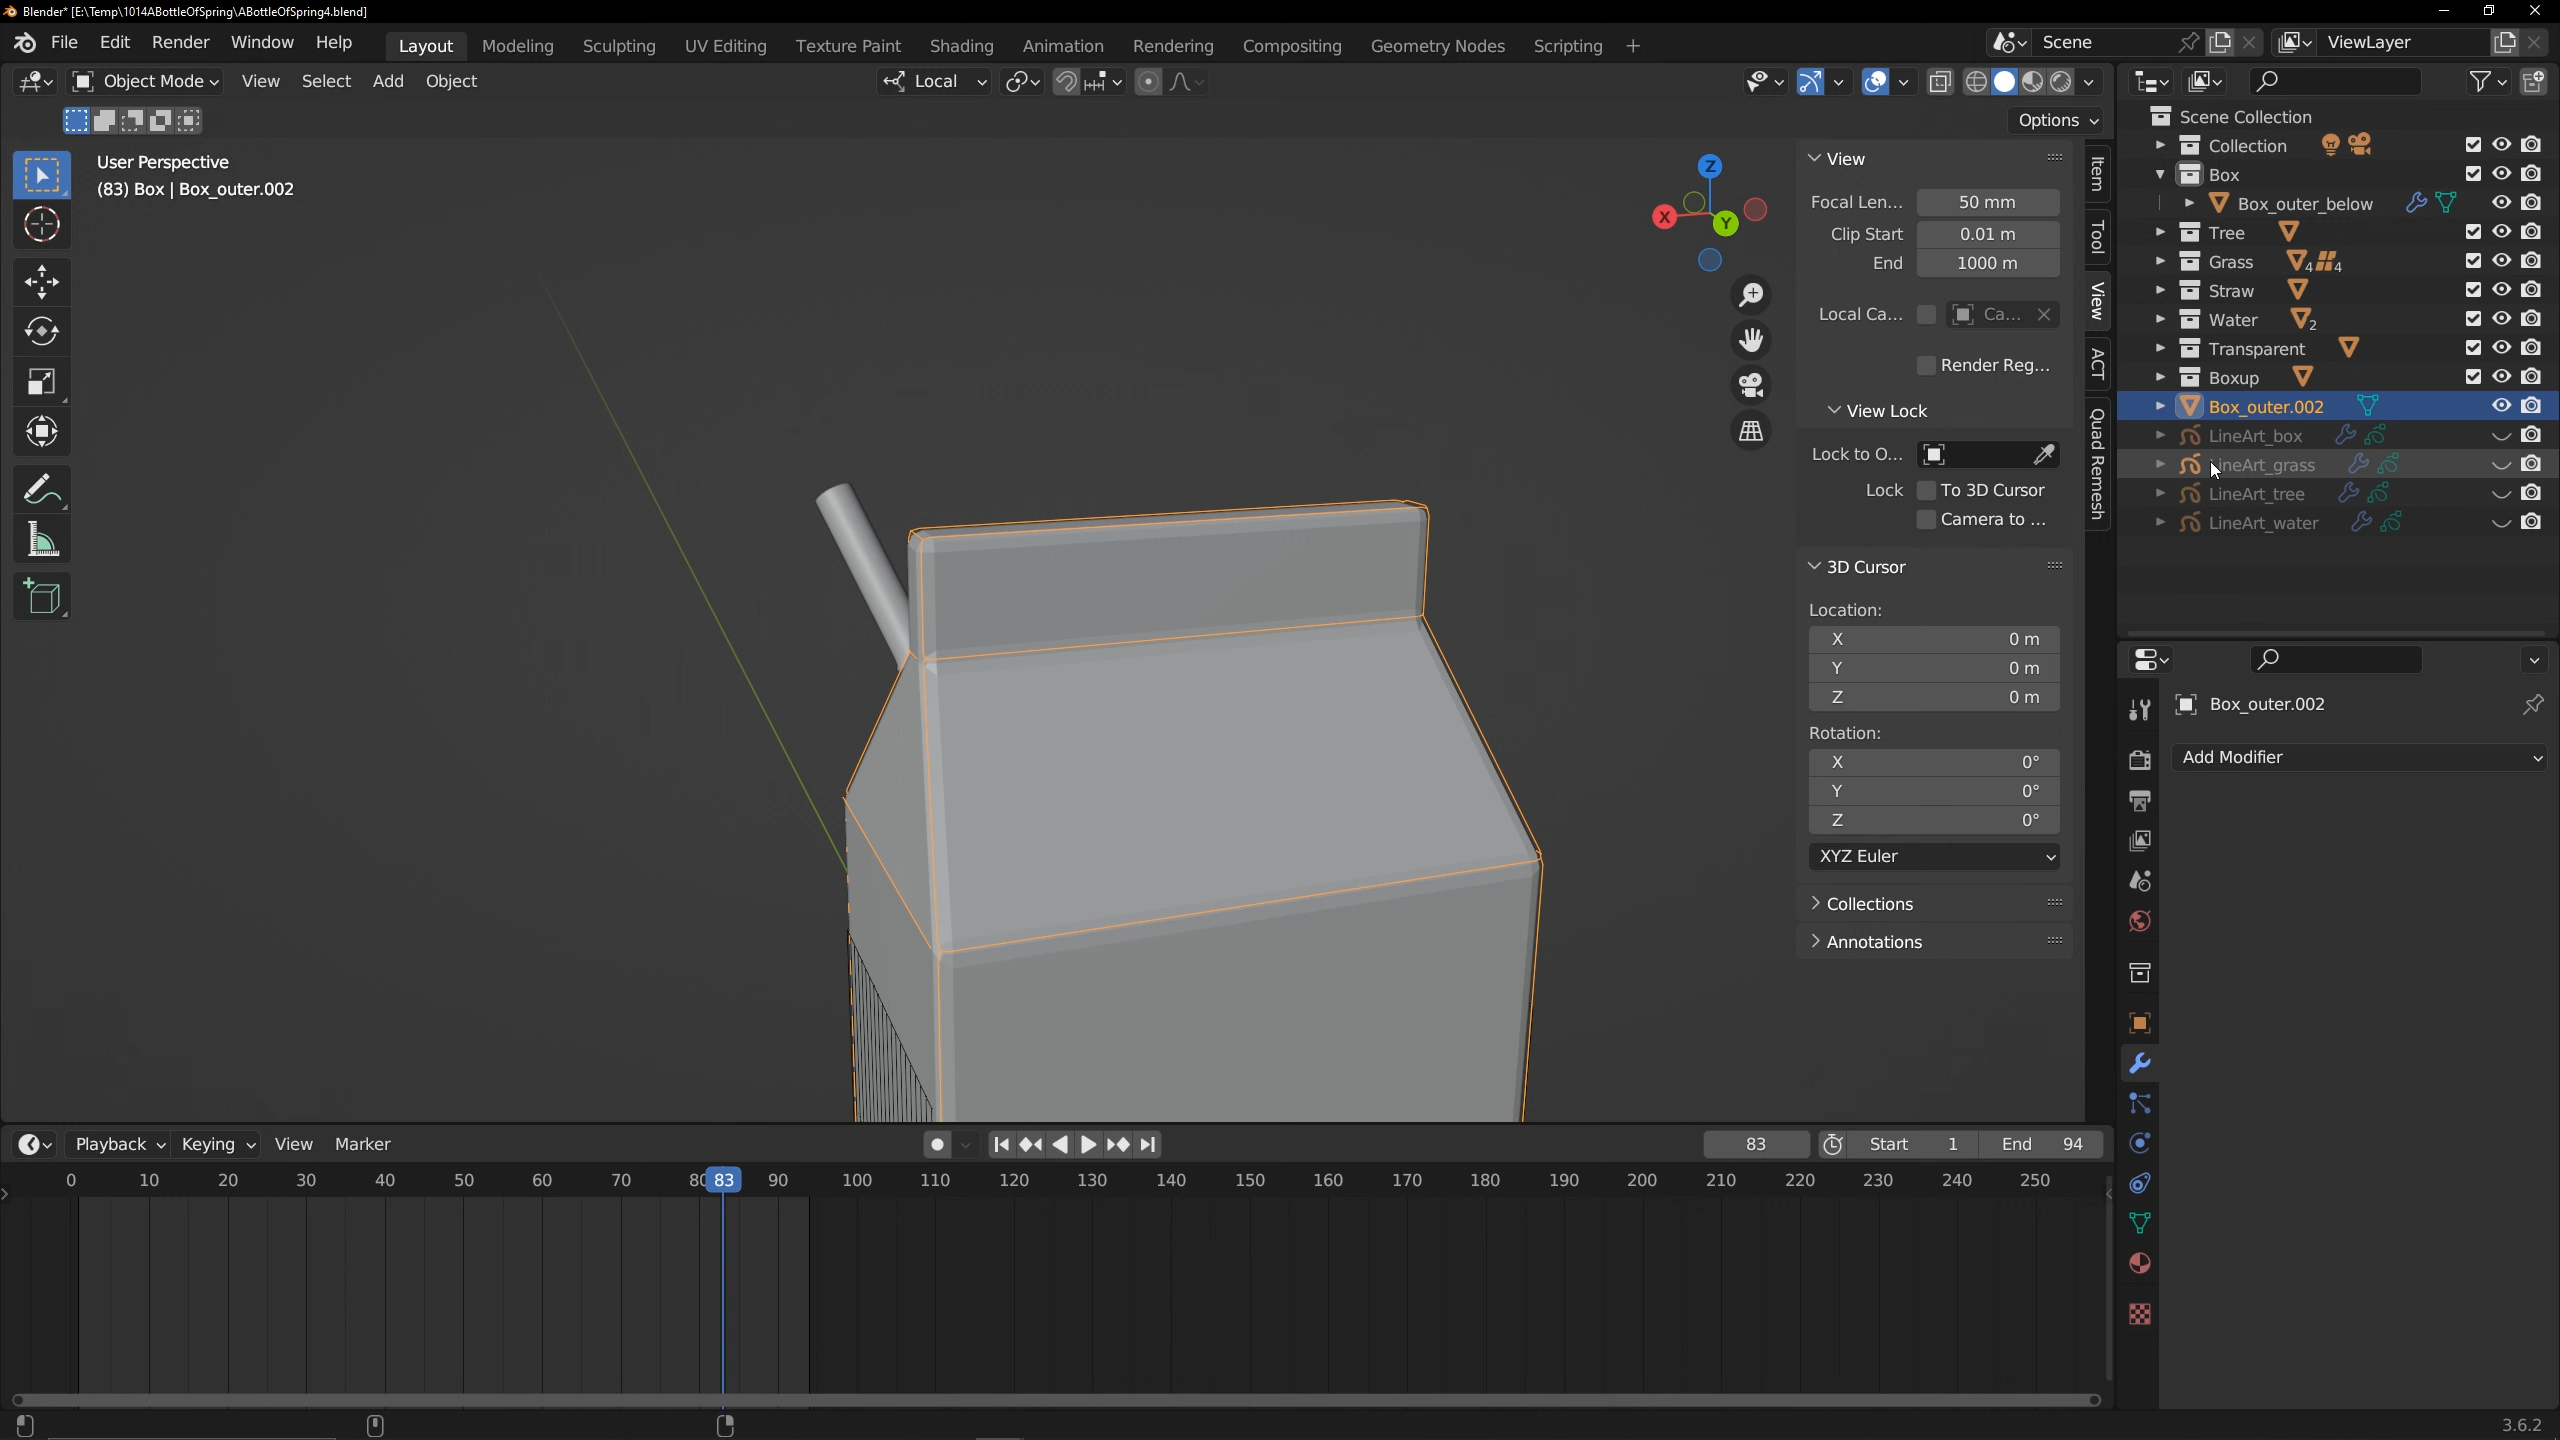 Blender* [E:\Temp\1014ABottleOfSpring\ABottleOfSpring4.blend]
File Edit Render Window Help Layout Modeling Sculpting UV Editing Texture Paint Shading Animation Rendering Compositing Geometry Nodes Scripting + Scene ViewLayer
Object Mode View Select Add Object Local
Options
User Perspective
(83) Box | Box_outer.002
Z
X
Y
View
Focal Len... 50 mm
Clip Start 0.01 m
End 1000 m
Local Ca... Ca...
Render Reg...
View Lock
Lock to O...
Lock To 3D Cursor
Camera to ...
3D Cursor
Location:
X 0 m
Y 0 m
Z 0 m
Rotation:
X 0°
Y 0°
Z 0°
XYZ Euler
Collections
Annotations
Item
Tool
View
ACT
Quad Remesh
Scene Collection
Collection
Box
Box_outer_below
Tree
Grass 4 4
Straw
Water 2
Transparent
Boxup
Box_outer.002
LineArt_box
LineArt_grass
LineArt_tree
LineArt_water
Box_outer.002
Add Modifier
Playback Keying View Marker 83 Start 1 End 94
0 10 20 30 40 50 60 70 80 83 90 100 110 120 130 140 150 160 170 180 190 200 210 220 230 240 250
3.6.2